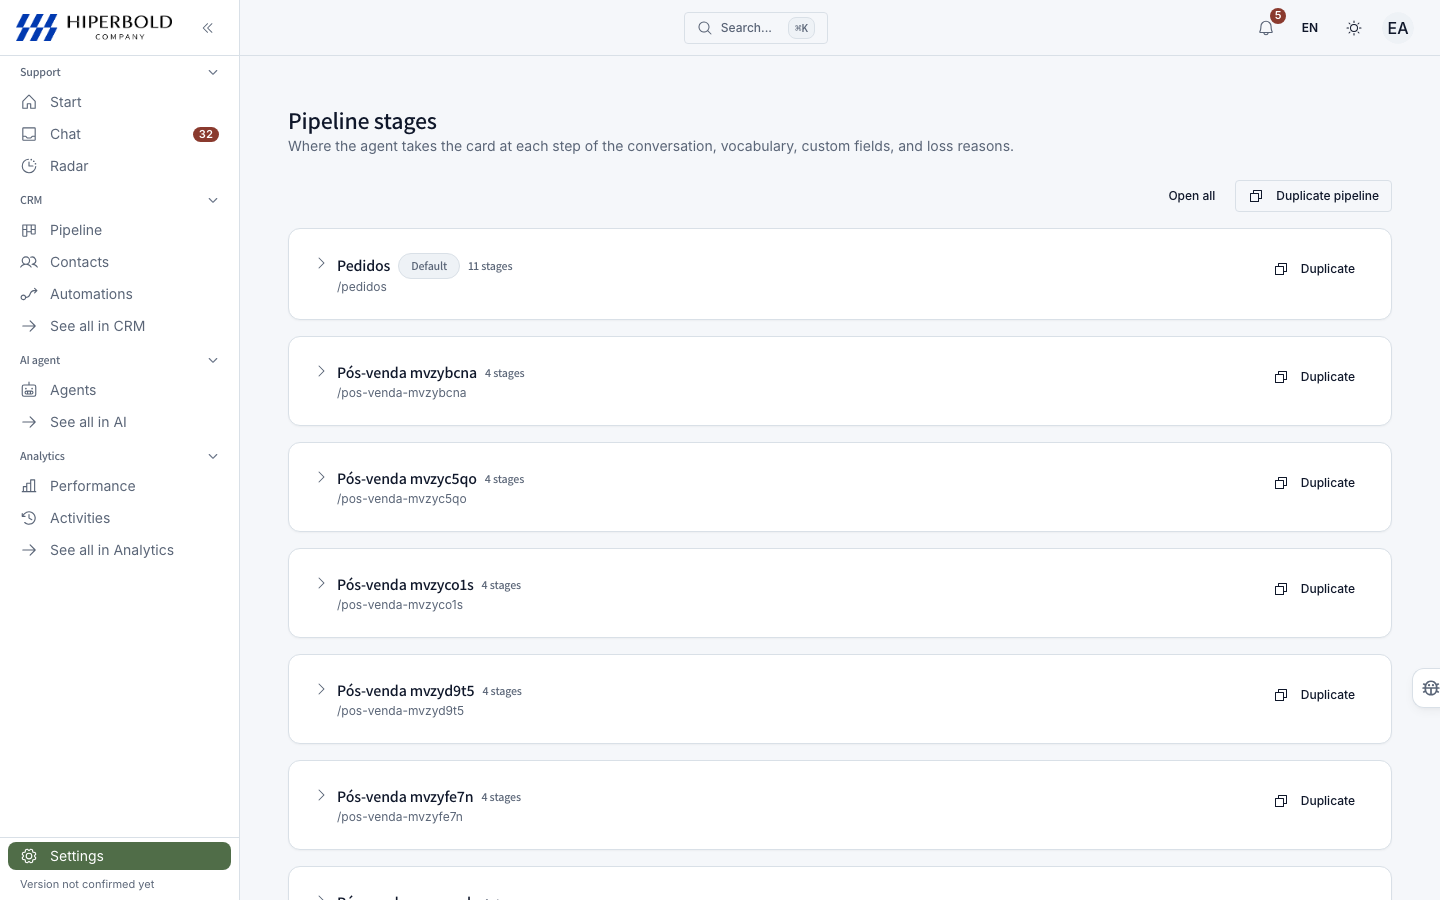 HIPERBOLD
COMPANY
Search...
⌘K
5
EN
EA
Support
Start
Chat
32
Radar
CRM
Pipeline
Contacts
Automations
See all in CRM
AI agent
Agents
See all in AI
Analytics
Performance
Activities
See all in Analytics
Settings
Version not confirmed yet
Pipeline stages
Where the agent takes the card at each step of the conversation, vocabulary, custom fields, and loss reasons.
Open all
Duplicate pipeline
Pedidos Default 11 stages
/pedidos
Duplicate
Pós-venda mvzybcna 4 stages
/pos-venda-mvzybcna
Duplicate
Pós-venda mvzyc5qo 4 stages
/pos-venda-mvzyc5qo
Duplicate
Pós-venda mvzyco1s 4 stages
/pos-venda-mvzyco1s
Duplicate
Pós-venda mvzyd9t5 4 stages
/pos-venda-mvzyd9t5
Duplicate
Pós-venda mvzyfe7n 4 stages
/pos-venda-mvzyfe7n
Duplicate